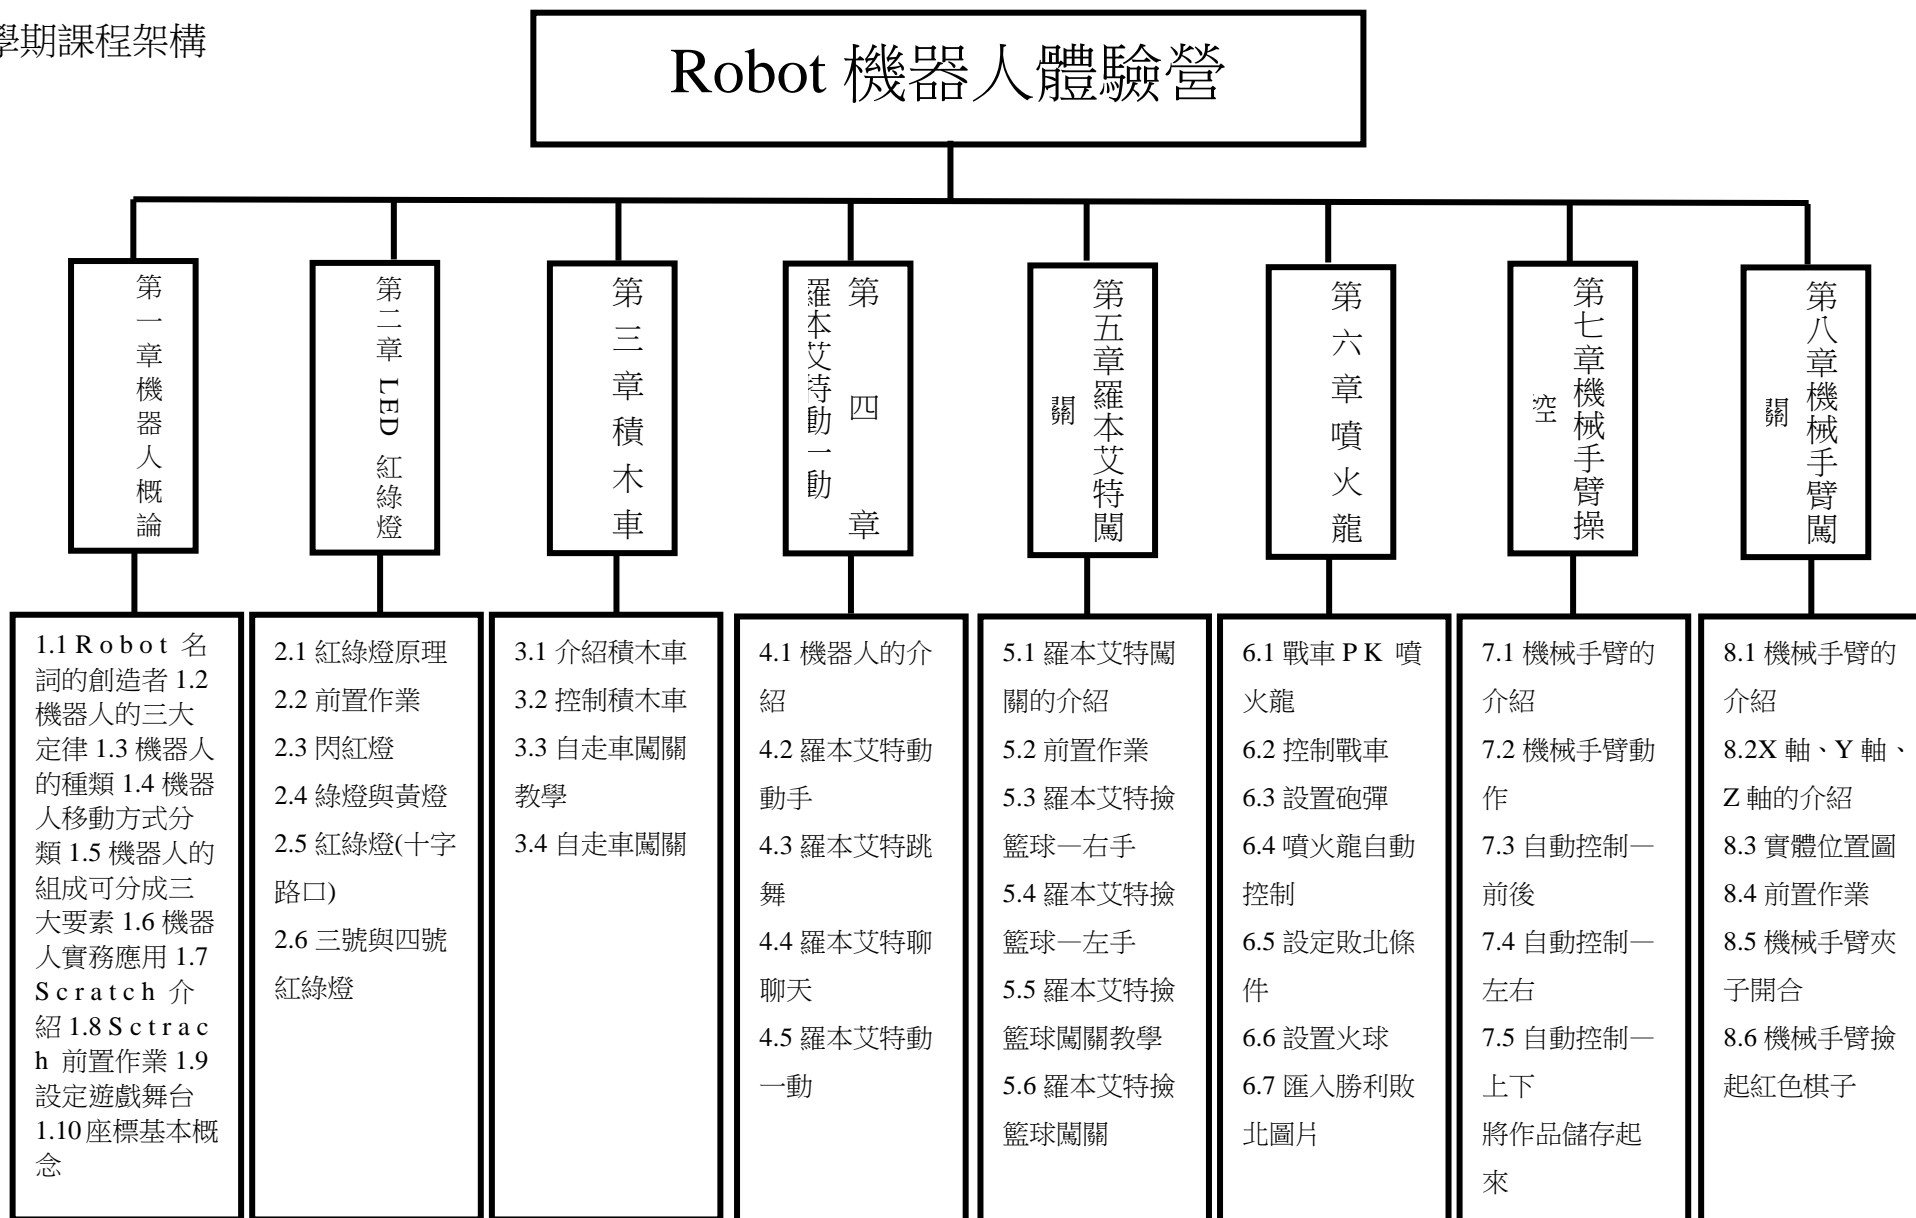 學期課程架構
Robot 機器人體驗營
第一章機器人概論
第二章 LED 紅綠燈
第三章積木車
第四章
羅本艾特動一動
第五章羅本艾特闖
關
第六章噴火龍
第七章機械手臂操
控
第八章機械手臂闖
關
1.1 Robot 名
詞的創造者 1.2
機器人的三大
定律 1.3 機器人
的種類 1.4 機器
人移動方式分
類 1.5 機器人的
組成可分成三
大要素 1.6 機器
人實務應用 1.7
Scratch 介
紹 1.8 Sctrac
h 前置作業 1.9
設定遊戲舞台
1.10 座標基本概
念
2.1 紅綠燈原理
2.2 前置作業
2.3 閃紅燈
2.4 綠燈與黃燈
2.5 紅綠燈(十字
路口)
2.6 三號與四號
紅綠燈
3.1 介紹積木車
3.2 控制積木車
3.3 自走車闖關
教學
3.4 自走車闖關
4.1 機器人的介
紹
4.2 羅本艾特動
動手
4.3 羅本艾特跳
舞
4.4 羅本艾特聊
聊天
4.5 羅本艾特動
一動
5.1 羅本艾特闖
關的介紹
5.2 前置作業
5.3 羅本艾特撿
籃球—右手
5.4 羅本艾特撿
籃球—左手
5.5 羅本艾特撿
籃球闖關教學
5.6 羅本艾特撿
籃球闖關
6.1 戰車 PK 噴
火龍
6.2 控制戰車
6.3 設置砲彈
6.4 噴火龍自動
控制
6.5 設定敗北條
件
6.6 設置火球
6.7 匯入勝利敗
北圖片
7.1 機械手臂的
介紹
7.2 機械手臂動
作
7.3 自動控制—
前後
7.4 自動控制—
左右
7.5 自動控制—
上下
將作品儲存起
來
8.1 機械手臂的
介紹
8.2X 軸、Y 軸、
Z 軸的介紹
8.3 實體位置圖
8.4 前置作業
8.5 機械手臂夾
子開合
8.6 機械手臂撿
起紅色棋子